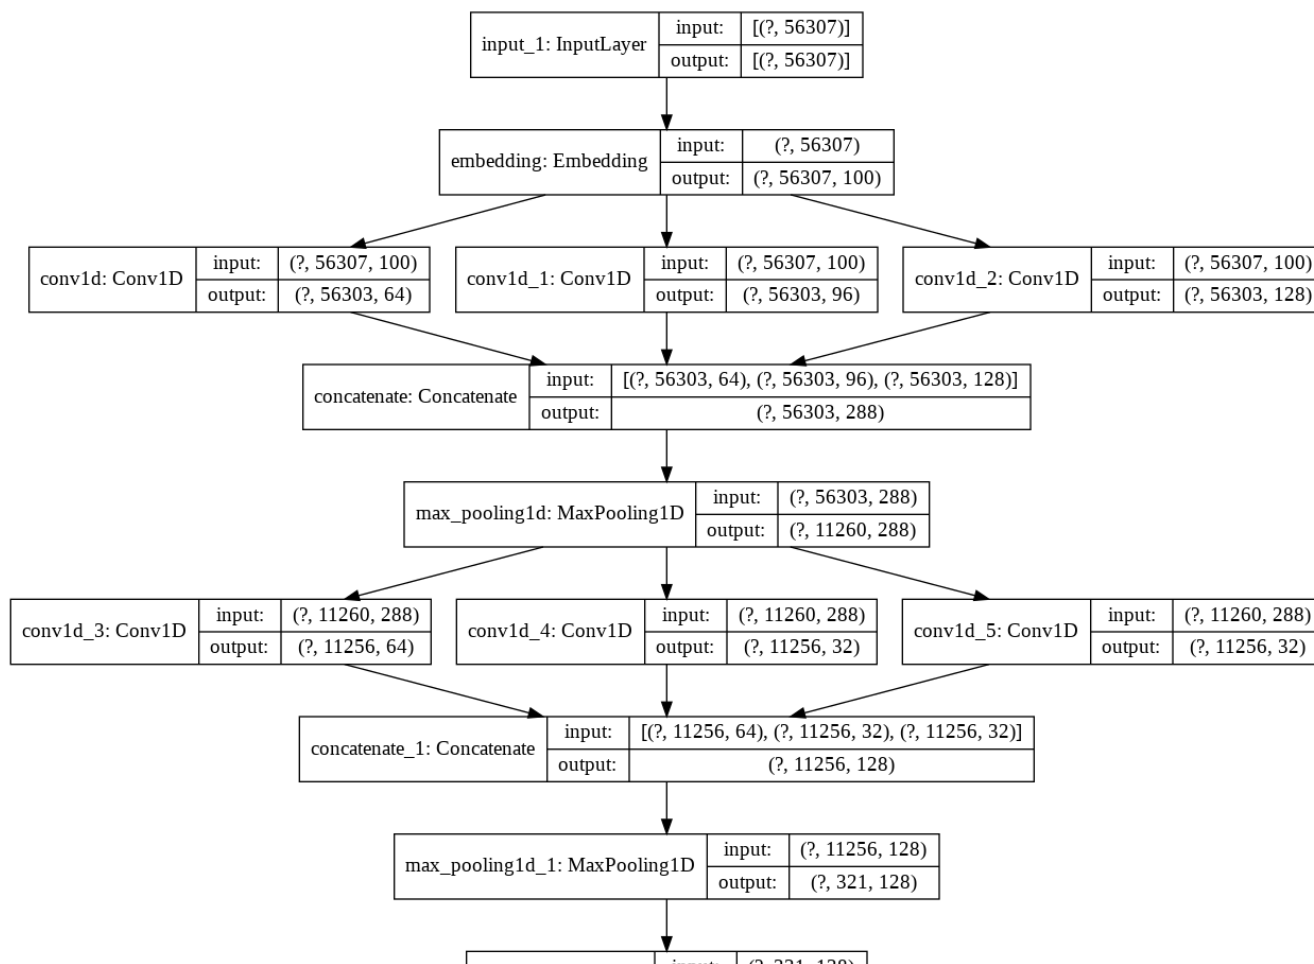 input_1: InputLayer
input: [(?, 56307)]
output: [(?, 56307)]
embedding: Embedding
input: (?, 56307)
output: (?, 56307, 100)
conv1d: Conv1D
input: (?, 56307, 100)
output: (?, 56303, 64)
conv1d_1: Conv1D
input: (?, 56307, 100)
output: (?, 56303, 96)
conv1d_2: Conv1D
input: (?, 56307, 100)
output: (?, 56303, 128)
concatenate: Concatenate
input: [(?, 56303, 64), (?, 56303, 96), (?, 56303, 128)]
output: (?, 56303, 288)
max_pooling1d: MaxPooling1D
input: (?, 56303, 288)
output: (?, 11260, 288)
conv1d_3: Conv1D
input: (?, 11260, 288)
output: (?, 11256, 64)
conv1d_4: Conv1D
input: (?, 11260, 288)
output: (?, 11256, 32)
conv1d_5: Conv1D
input: (?, 11260, 288)
output: (?, 11256, 32)
concatenate_1: Concatenate
input: [(?, 11256, 64), (?, 11256, 32), (?, 11256, 32)]
output: (?, 11256, 128)
max_pooling1d_1: MaxPooling1D
input: (?, 11256, 128)
output: (?, 321, 128)
input: (?, 321, 128)